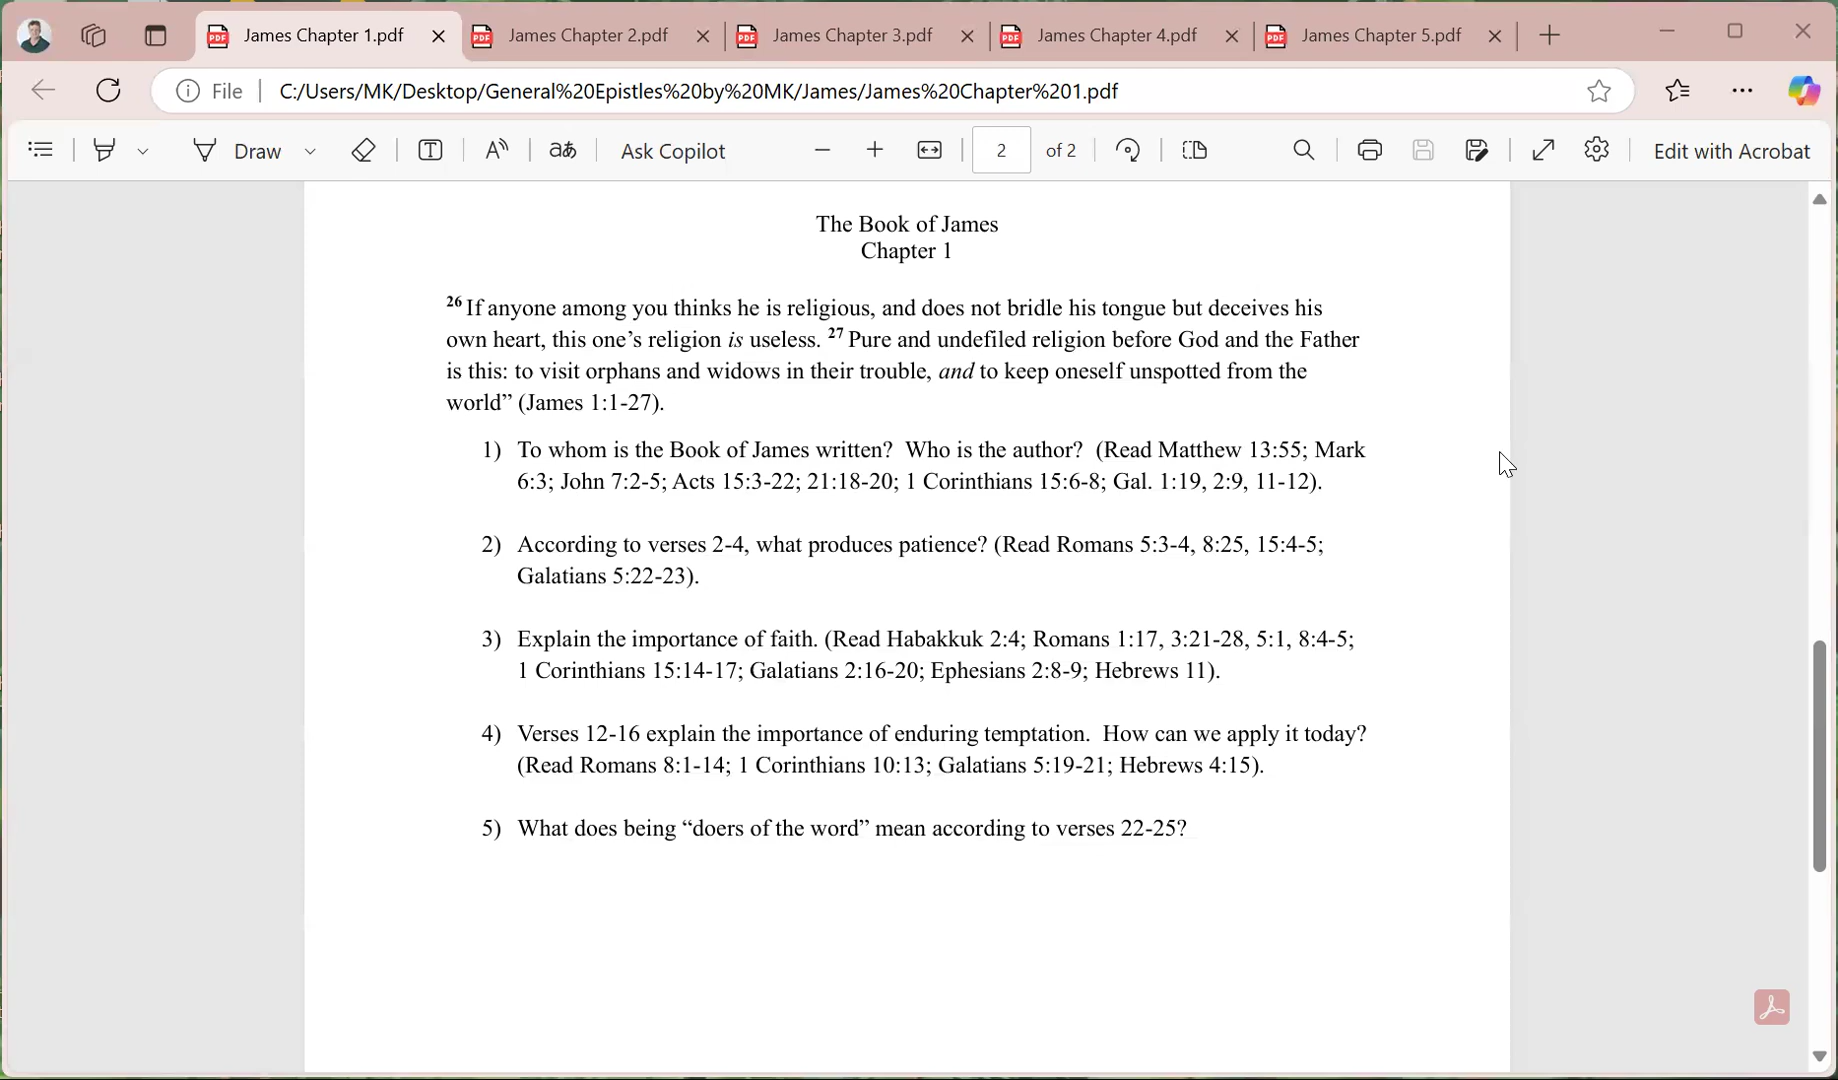 James Chapter 1.pdf
James Chapter 2.pdf
James Chapter 3.pdf
James Chapter 4.pdf
James Chapter 5.pdf
File
C:/Users/MK/Desktop/General%20Epistles%20by%20MK/James/James%20Chapter%201.pdf
Draw
Ask Copilot
2
of 2
Edit with Acrobat
The Book of James
Chapter 1
26 If anyone among you thinks he is religious, and does not bridle his tongue but deceives his
own heart, this one’s religion is useless. 27 Pure and undefiled religion before God and the Father
is this: to visit orphans and widows in their trouble, and to keep oneself unspotted from the
world” (James 1:1-27).
1) To whom is the Book of James written?  Who is the author?  (Read Matthew 13:55; Mark
6:3; John 7:2-5; Acts 15:3-22; 21:18-20; 1 Corinthians 15:6-8; Gal. 1:19, 2:9, 11-12).
2) According to verses 2-4, what produces patience? (Read Romans 5:3-4, 8:25, 15:4-5;
Galatians 5:22-23).
3) Explain the importance of faith. (Read Habakkuk 2:4; Romans 1:17, 3:21-28, 5:1, 8:4-5;
1 Corinthians 15:14-17; Galatians 2:16-20; Ephesians 2:8-9; Hebrews 11).
4) Verses 12-16 explain the importance of enduring temptation.  How can we apply it today?
(Read Romans 8:1-14; 1 Corinthians 10:13; Galatians 5:19-21; Hebrews 4:15).
5) What does being “doers of the word” mean according to verses 22-25?